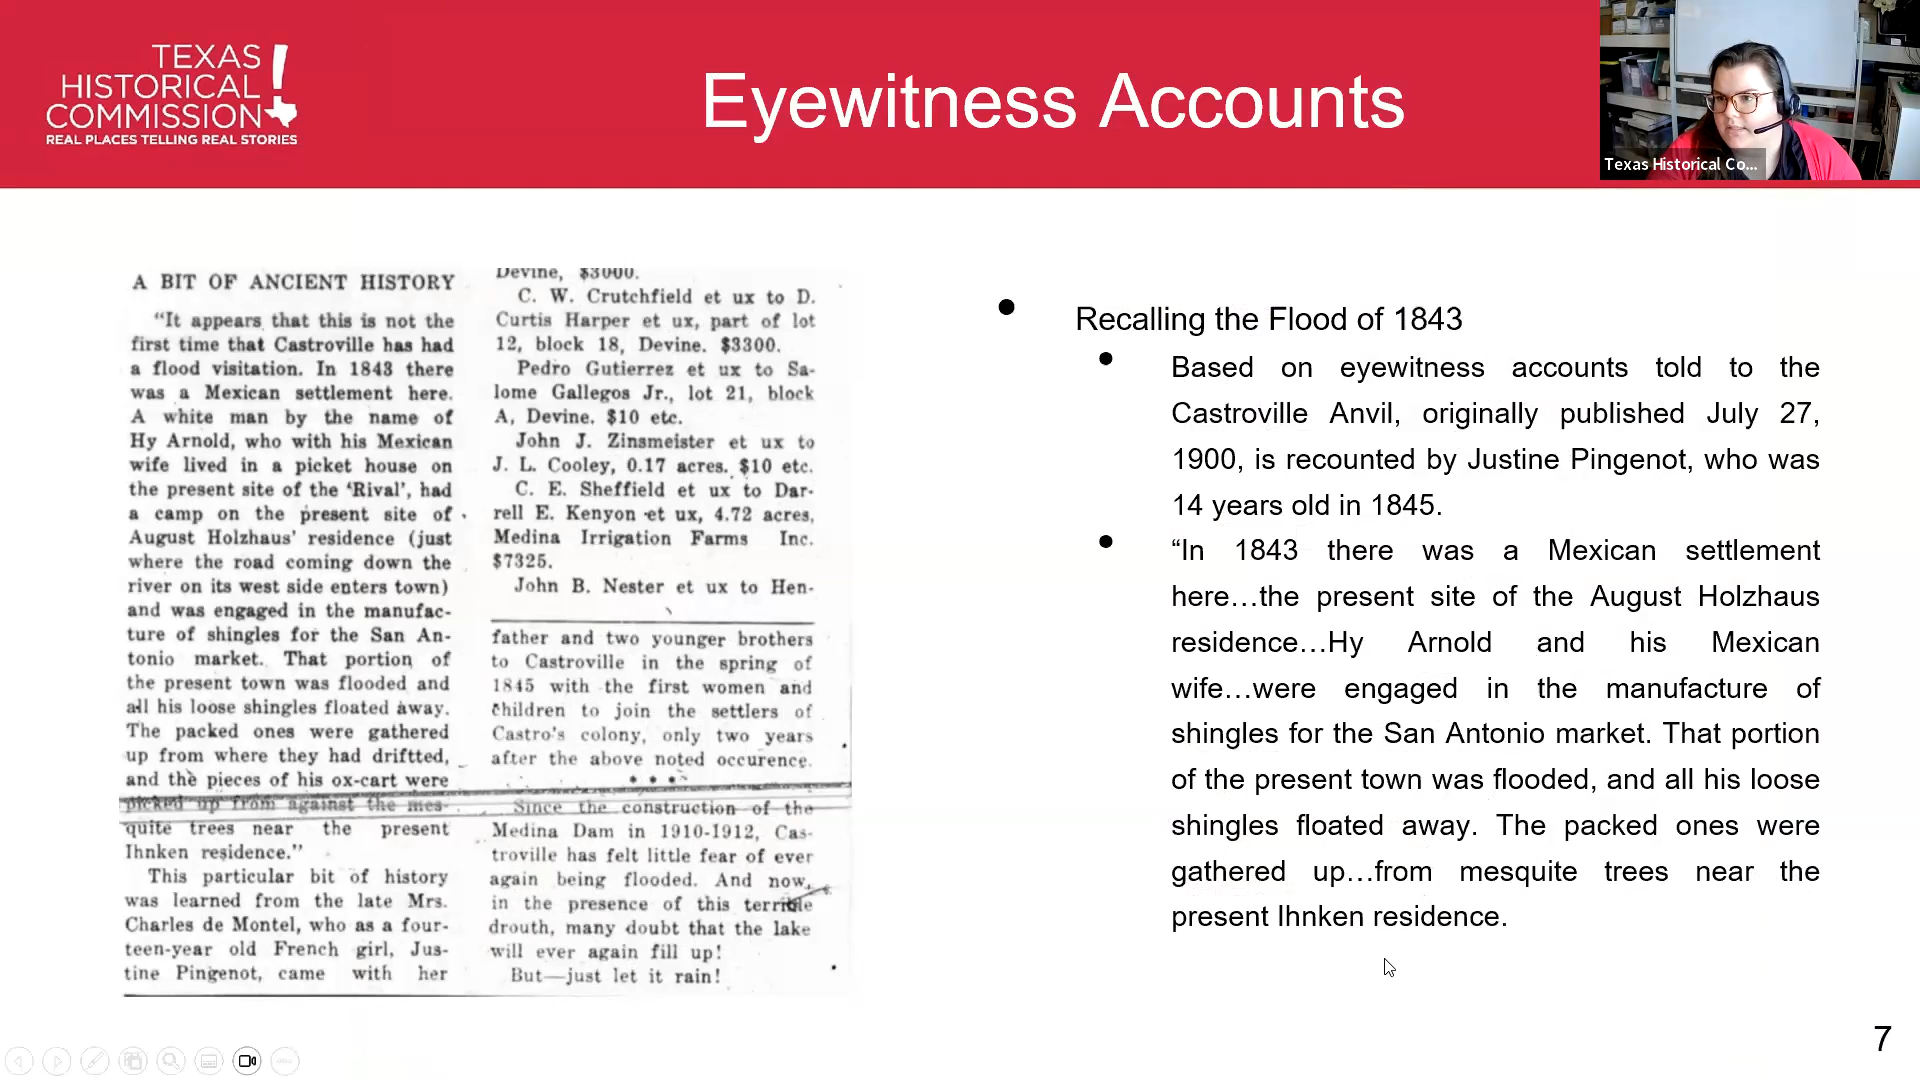 TEXAS
HISTORICAL
COMMISSION
REAL PLACES TELLING REAL STORIES
Eyewitness Accounts
Texas Historical Co...
A BIT OF ANCIENT HISTORY
“It appears that this is not the
first time that Castroville has had
a flood visitation. In 1843 there
was a Mexican settlement here.
A white man by the name of
Hy Arnold, who with his Mexican
wife lived in a picket house on
the present site of the ‘Rival’, had
a camp on the present site of
August Holzhaus’ residence (just
where the road coming down the
river on its west side enters town)
and was engaged in the manufac-
ture of shingles for the San An-
tonio market. That portion of
the present town was flooded and
all his loose shingles floated away.
The packed ones were gathered
up from where they had driftted,
and the pieces of his ox-cart were
picked up from against the mes-
quite trees near the present
Ihnken residence.”
This particular bit of history
was learned from the late Mrs.
Charles de Montel, who as a four-
teen-year old French girl, Jus-
tine Pingenot, came with her
Devine, $3000.
C. W. Crutchfield et ux to D.
Curtis Harper et ux, part of lot
12, block 18, Devine. $3300.
Pedro Gutierrez et ux to Sa-
lome Gallegos Jr., lot 21, block
A, Devine. $10 etc.
John J. Zinsmeister et ux to
J. L. Cooley, 0.17 acres. $10 etc.
C. E. Sheffield et ux to Dar-
rell E. Kenyon et ux, 4.72 acres,
Medina Irrigation Farms Inc.
$7325.
John B. Nester et ux to Hen-
father and two younger brothers
to Castroville in the spring of
1845 with the first women and
children to join the settlers of
Castro’s colony, only two years
after the above noted occurence.
* * *
Since the construction of the
Medina Dam in 1910-1912, Cas-
troville has felt little fear of ever
again being flooded. And now,
in the presence of this terrible
drouth, many doubt that the lake
will ever again fill up!
But—just let it rain!
• Recalling the Flood of 1843
• Based on eyewitness accounts told to the
Castroville Anvil, originally published July 27,
1900, is recounted by Justine Pingenot, who was
14 years old in 1845.
• “In 1843 there was a Mexican settlement
here…the present site of the August Holzhaus
residence…Hy Arnold and his Mexican
wife…were engaged in the manufacture of
shingles for the San Antonio market. That portion
of the present town was flooded, and all his loose
shingles floated away. The packed ones were
gathered up…from mesquite trees near the
present Ihnken residence.
7